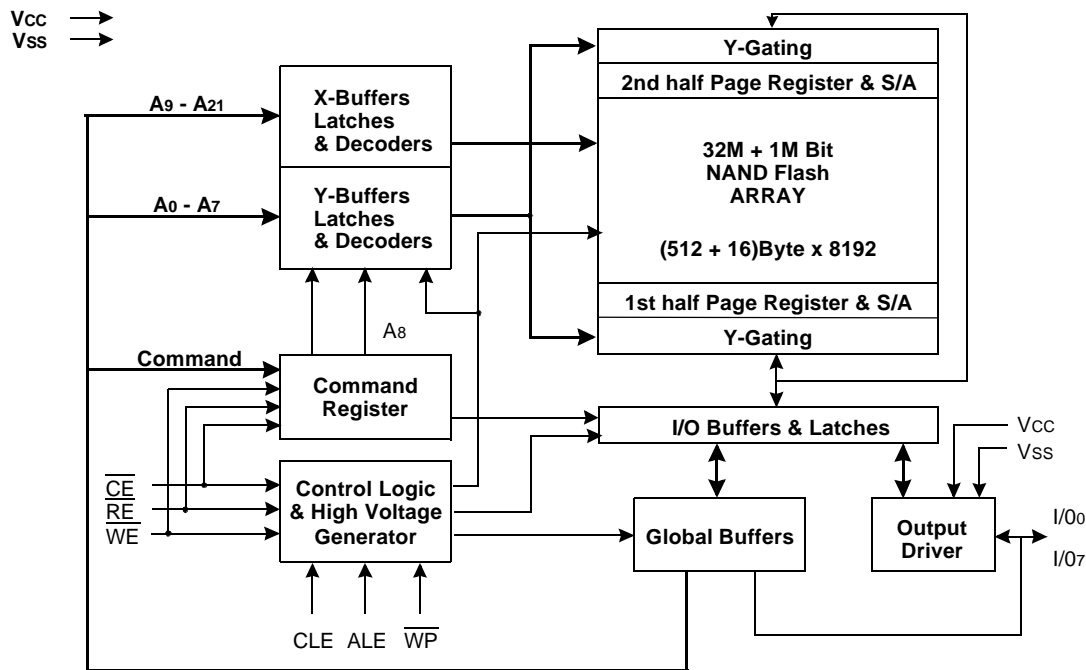 VCC
VSS
A9 - A21
X-Buffers
Latches
& Decoders
A0 - A7
Y-Buffers
Latches
& Decoders
Y-Gating
2nd half Page Register & S/A
32M + 1M Bit
NAND Flash
ARRAY
(512 + 16)Byte x 8192
1st half Page Register & S/A
Y-Gating
A8
Command
Command
Register
I/O Buffers & Latches
VCC
VSS
CE
RE
WE
Control Logic
& High Voltage
Generator
Global Buffers
Output
Driver
I/00
I/07
CLE
ALE
WP